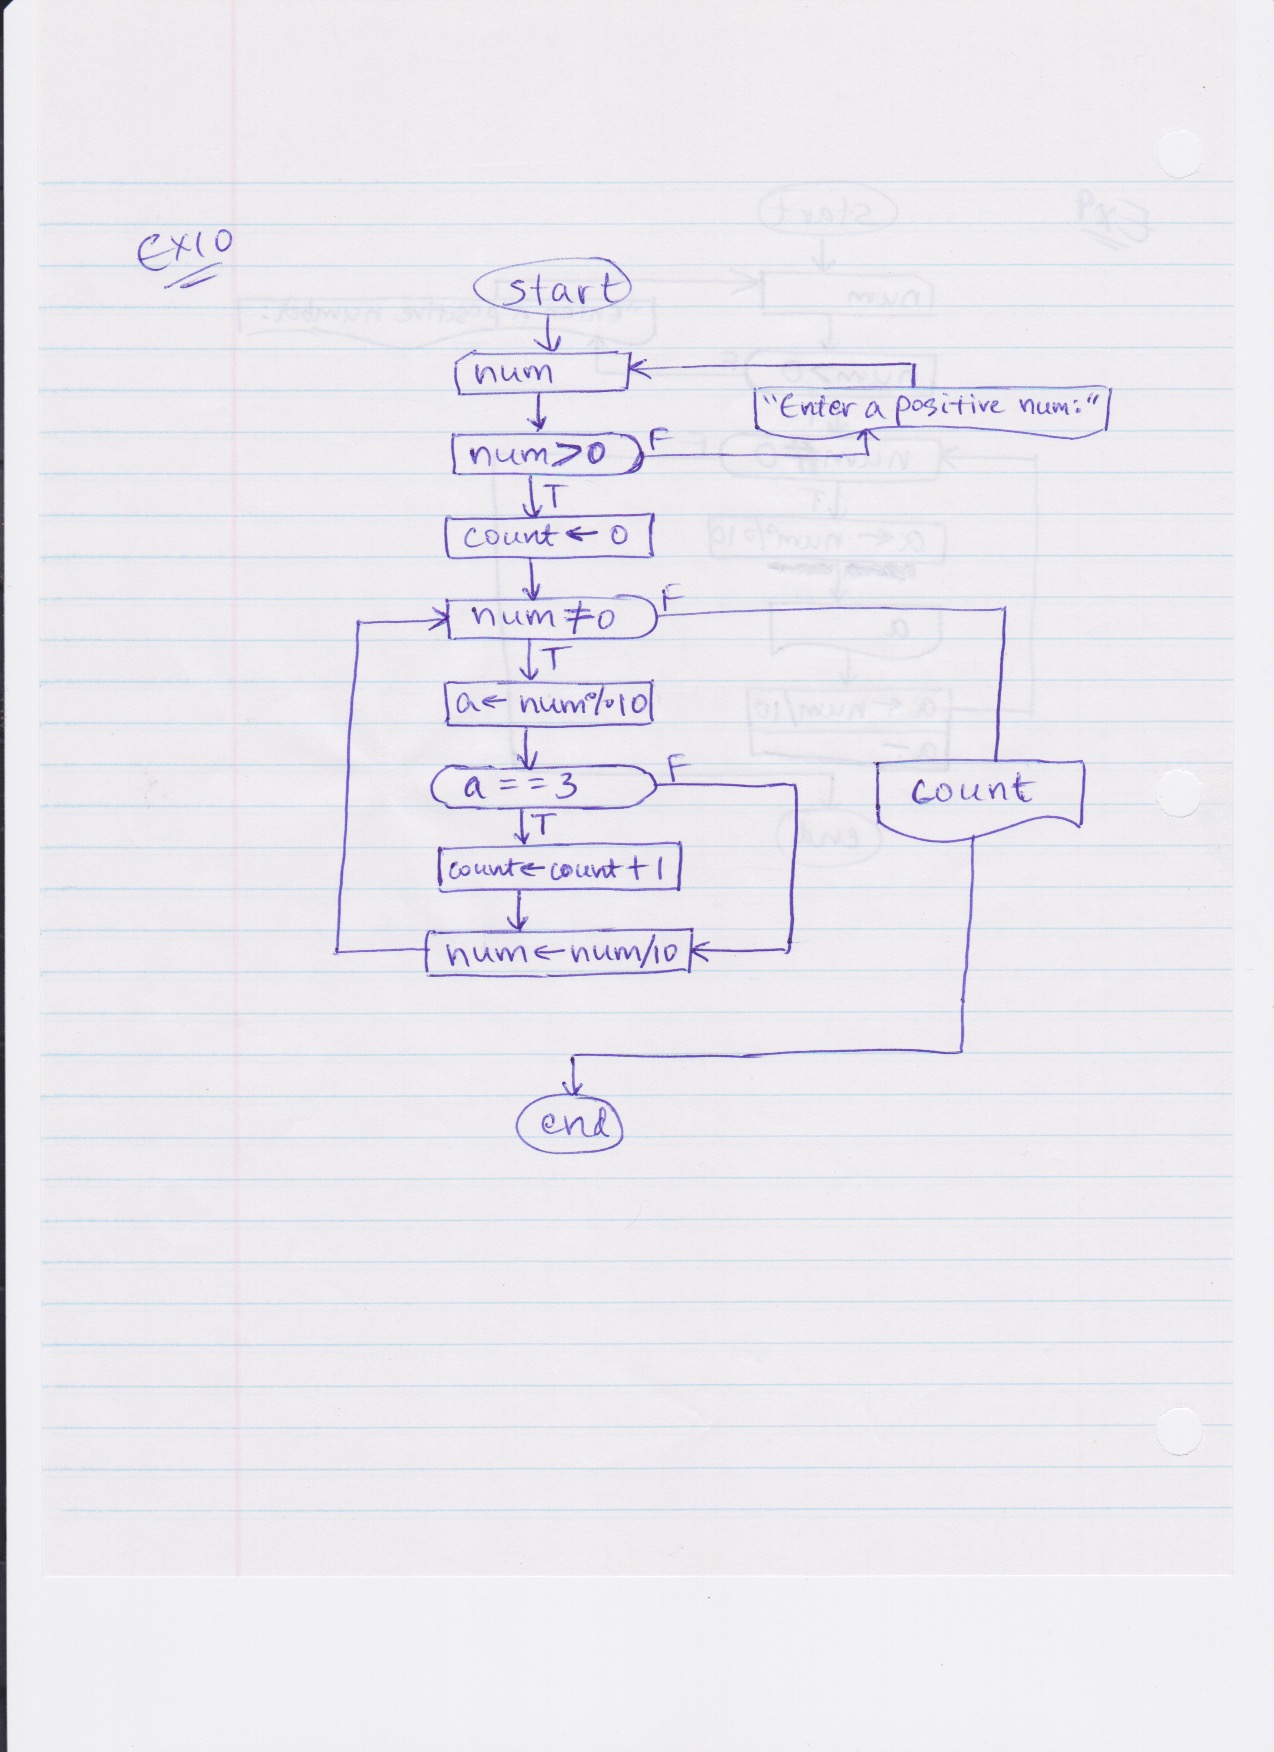 Ex10
start
num
"Enter a positive num:"
num>0 F
T
count ← 0
num≠0 F
T
a← num%10
a == 3 F
T
count
count←count+1
num←num/10
end